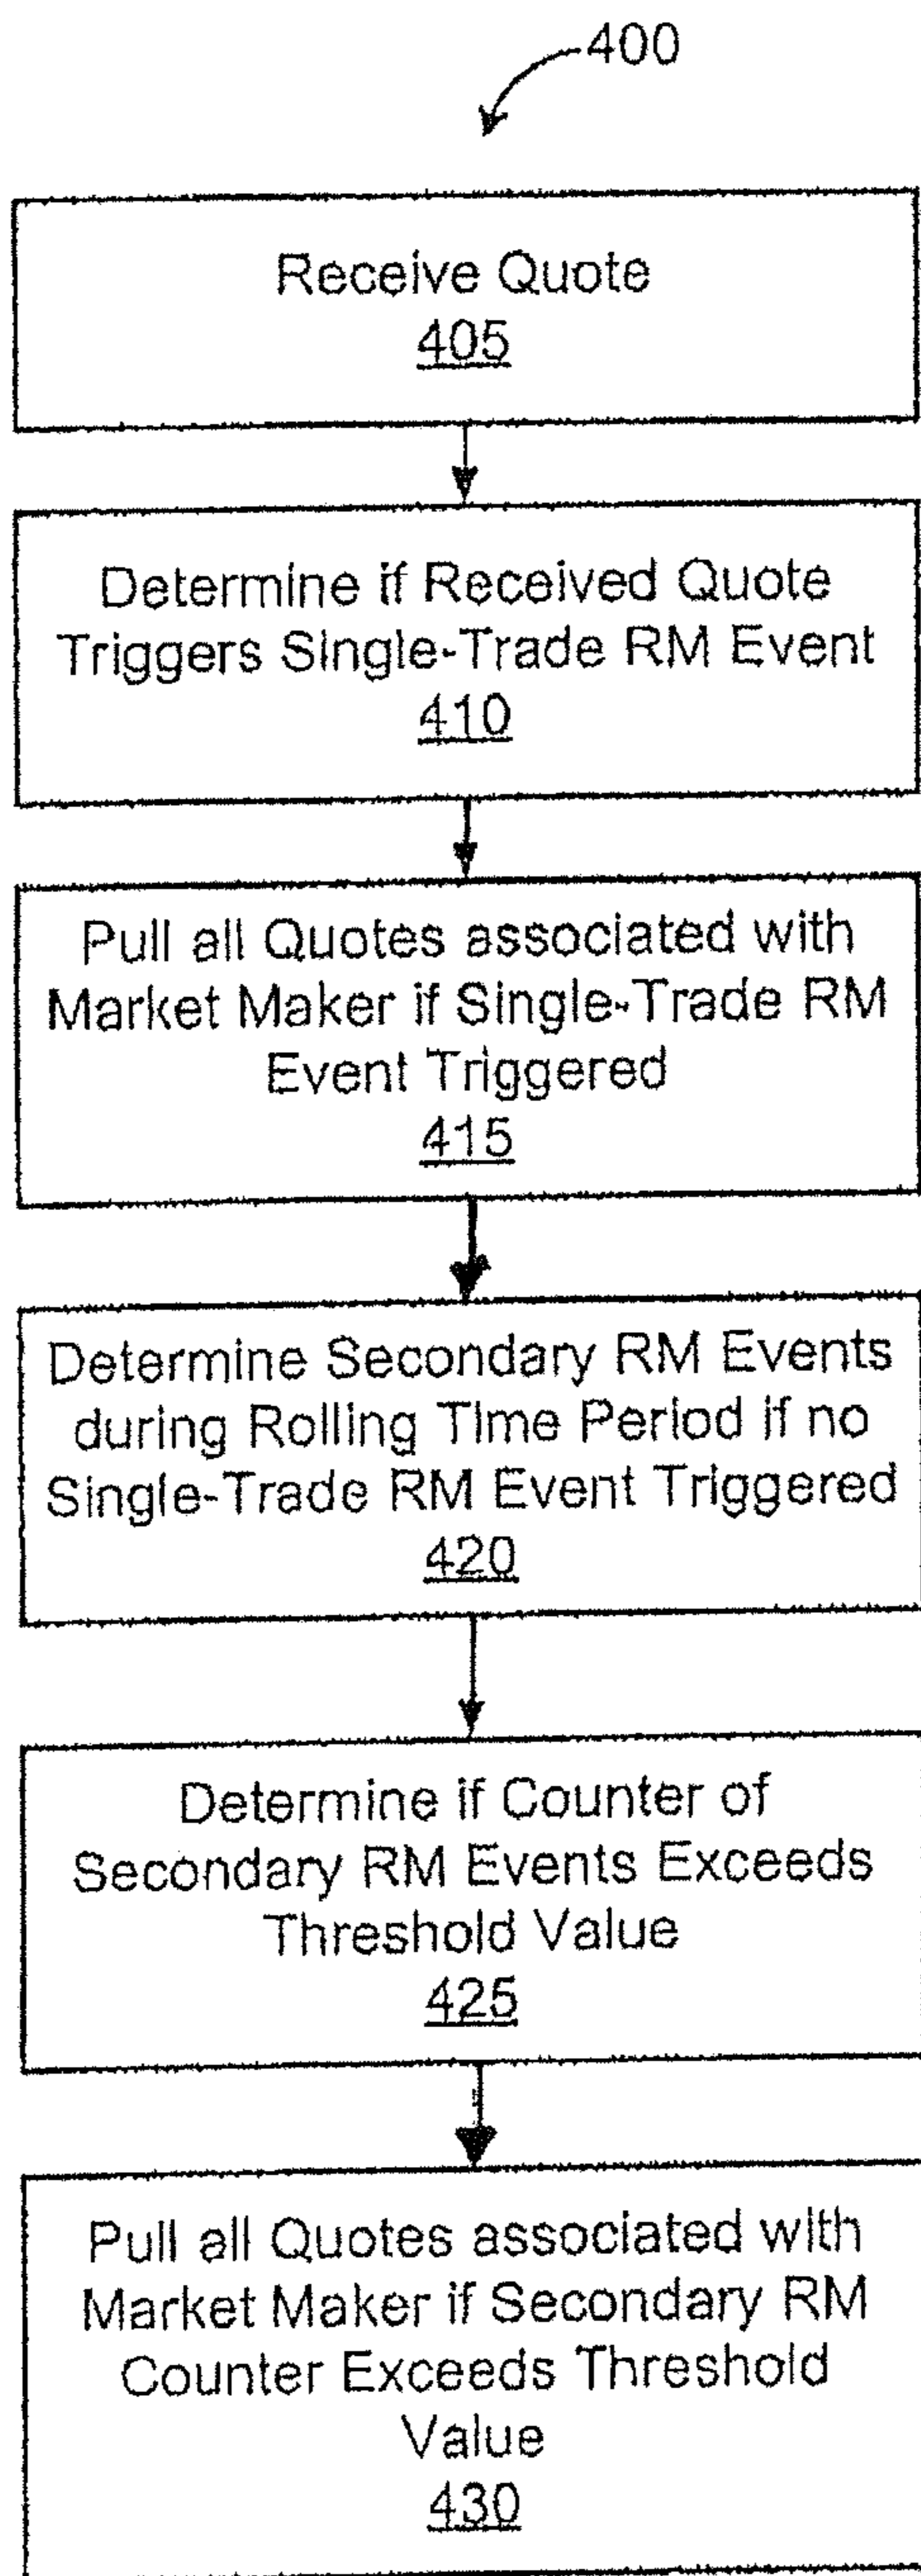 400
Receive Quote
405
Determine if Received Quote
Triggers Single-Trade RM Event
410
Pull all Quotes associated with
Market Maker if Single-Trade RM
Event Triggered
415
Determine Secondary RM Events
during Rolling Time Period if no
Single-Trade RM Event Triggered
420
Determine if Counter of
Secondary RM Events Exceeds
Threshold Value
425
Pull all Quotes associated with
Market Maker if Secondary RM
Counter Exceeds Threshold
Value
430